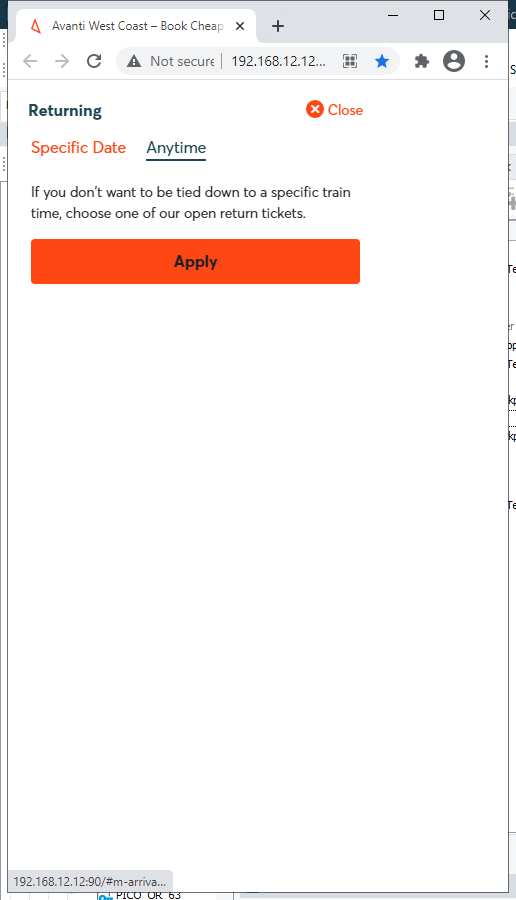 Avanti West Coast – Book Cheap
Not secure
192.168.12.12...
Returning
Close
Specific Date
Anytime
If you don't want to be tied down to a specific train
time, choose one of our open return tickets.
Apply
192.168.12.12:90/#m-arriva...
PICO_OR_63